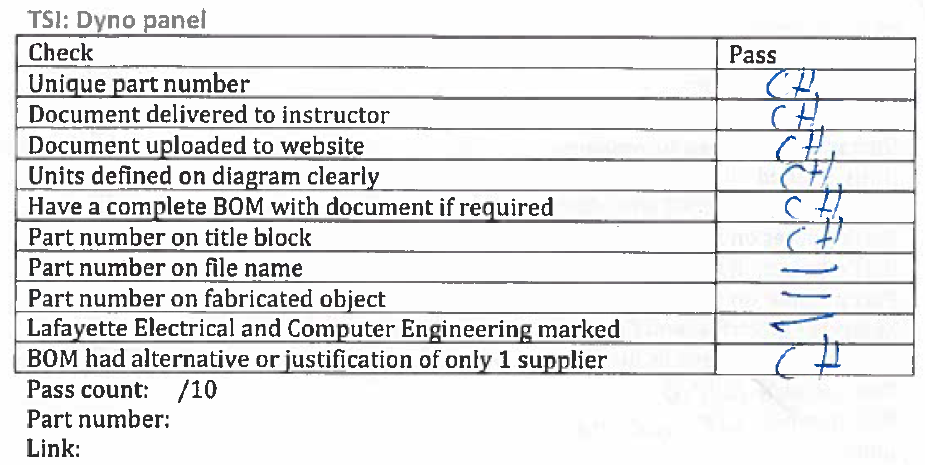 TSI: Dyno panel
Check Pass
Unique part number CH
Document delivered to instructor CH
Document uploaded to website CH
Units defined on diagram clearly CH
Have a complete BOM with document if required CH
Part number on title block CH
Part number on file name —
Part number on fabricated object —
Lafayette Electrical and Computer Engineering marked
BOM had alternative or justification of only 1 supplier CH
Pass count: /10
Part number:
Link: